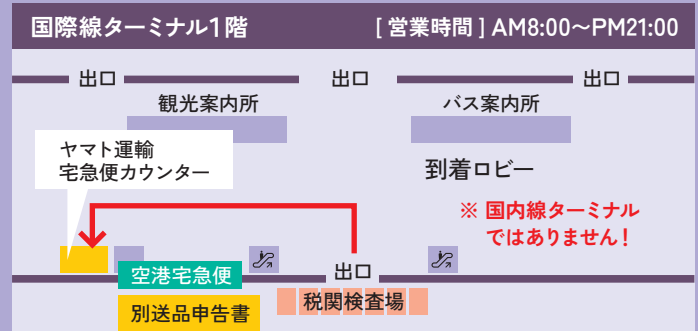 国際線ターミナル1階
[ 営業時間 ] AM8:00〜PM21:00
出口
出口
出口
観光案内所
バス案内所
ヤマト運輸
宅急便カウンター
到着ロビー
※ 国内線ターミナル
ではありません！
空港宅急便
出口
別送品申告書
税関検査場